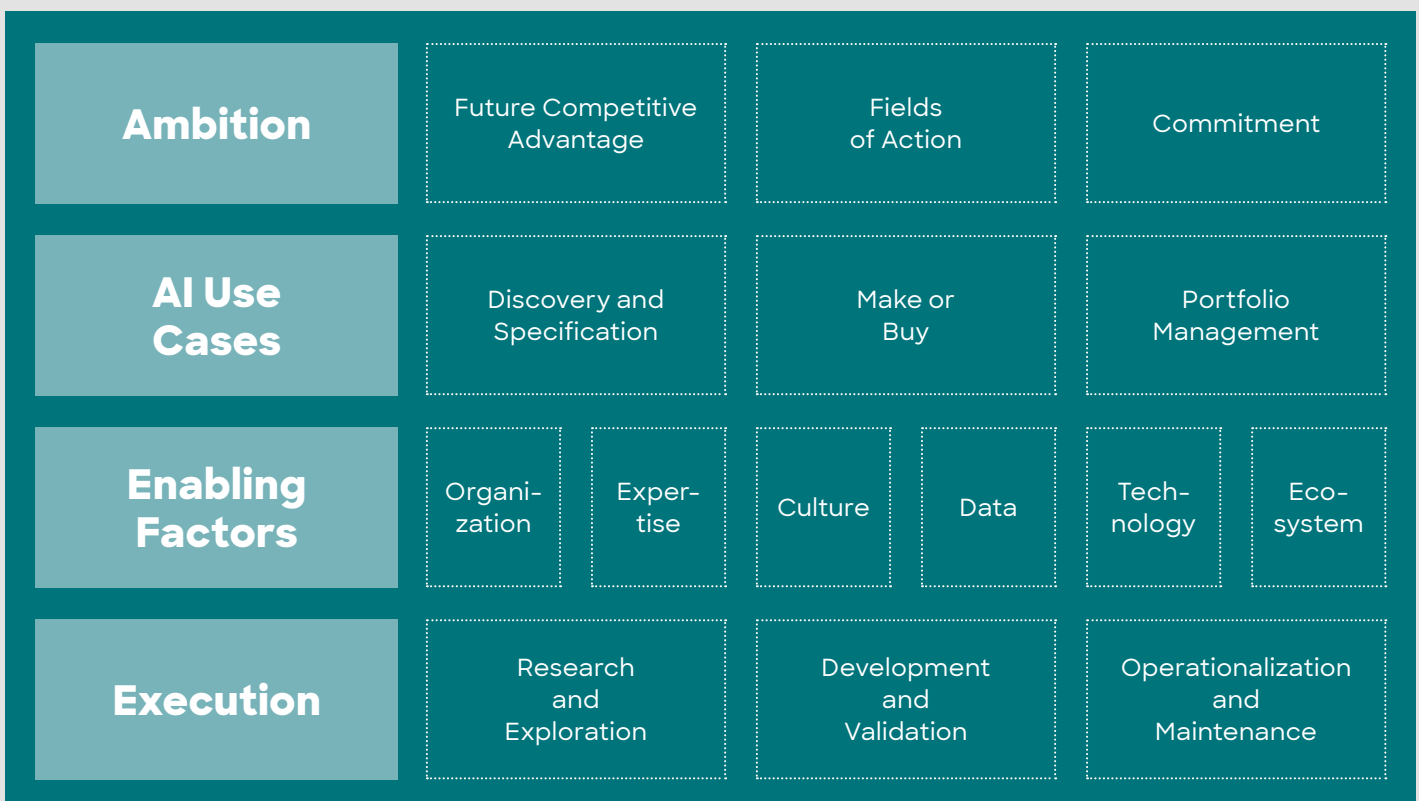 Ambition
Future Competitive
Advantage
Fields
of Action
Commitment
AI Use
Cases
Discovery and
Specification
Make or
Buy
Portfolio
Management
Enabling
Factors
Organi-
zation
Exper-
tise
Culture
Data
Tech-
nology
Eco-
system
Execution
Research
and
Exploration
Development
and
Validation
Operationalization
and
Maintenance